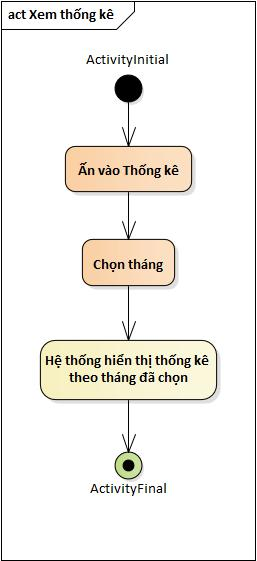 act Xem thống kê
ActivityInitial
Ấn vào Thống kê
Chọn tháng
Hệ thống hiển thị thống kê
theo tháng đã chọn
ActivityFinal